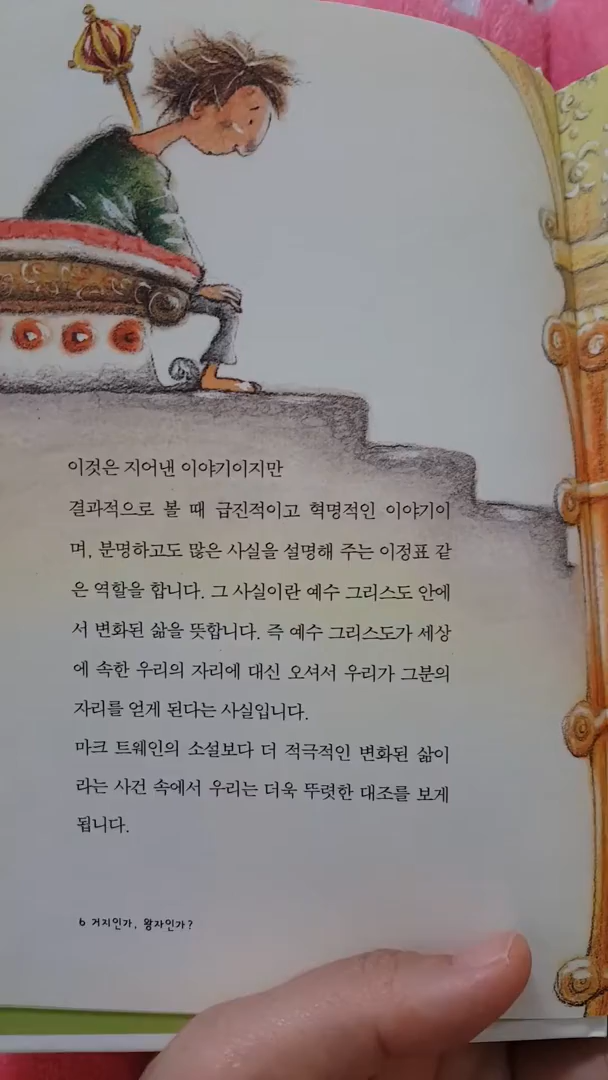 이것은 지어낸 이야기이지만
결과적으로 볼 때 급진적이고 혁명적인 이야기이
며, 분명하고도 많은 사실을 설명해 주는 이정표 같
은 역할을 합니다. 그 사실이란 예수 그리스도 안에
서 변화된 삶을 뜻합니다. 즉 예수 그리스도가 세상
에 속한 우리의 자리에 대신 오셔서 우리가 그분의
자리를 얻게 된다는 사실입니다.
마크 트웨인의 소설보다 더 적극적인 변화된 삶이
라는 사건 속에서 우리는 더욱 뚜렷한 대조를 보게
됩니다.
6 거지인가, 왕자인가?